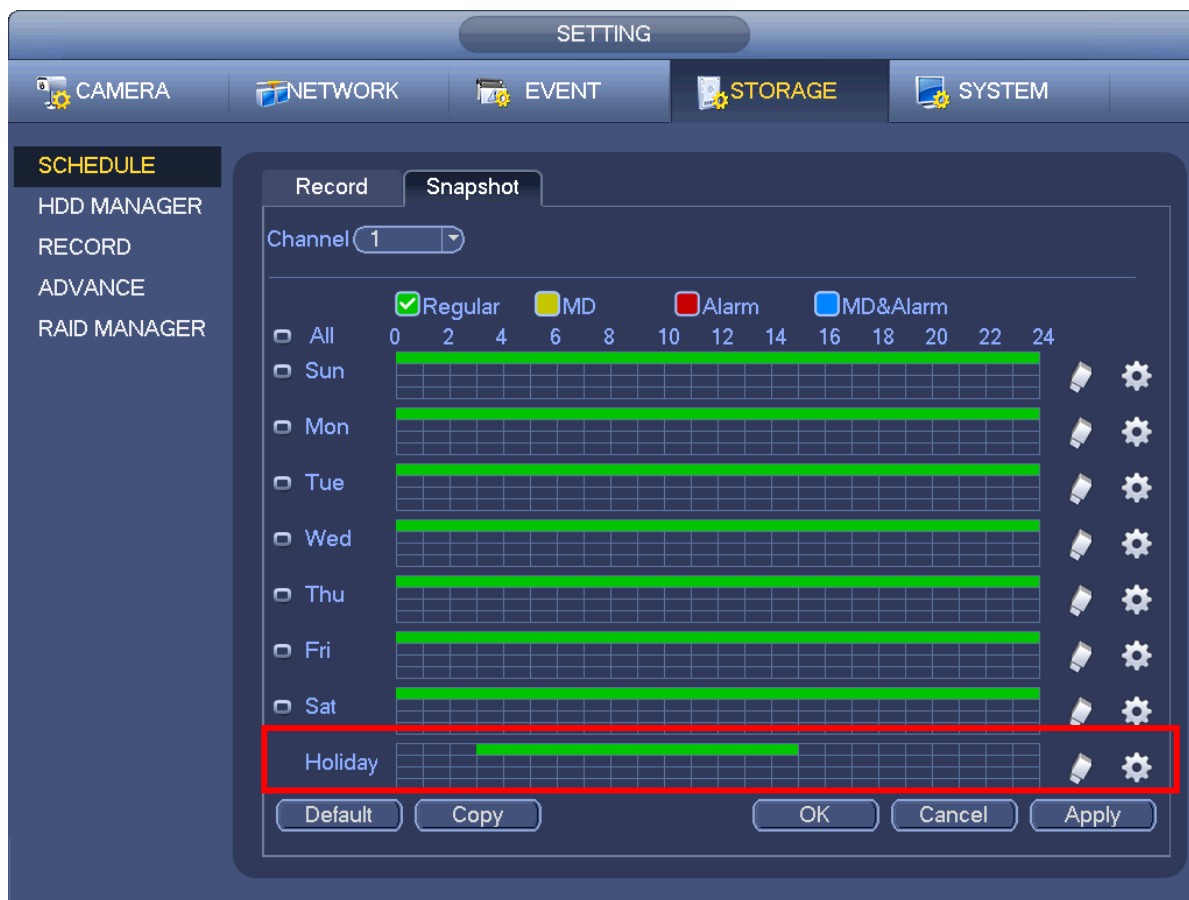 SETTING
CAMERA NETWORK EVENT STORAGE SYSTEM
SCHEDULE
HDD MANAGER
RECORD
ADVANCE
RAID MANAGER
Record Snapshot
Channel 1
Regular MD Alarm MD&Alarm
All 0 2 4 6 8 10 12 14 16 18 20 22 24
Sun
Mon
Tue
Wed
Thu
Fri
Sat
Holiday
Default Copy OK Cancel Apply